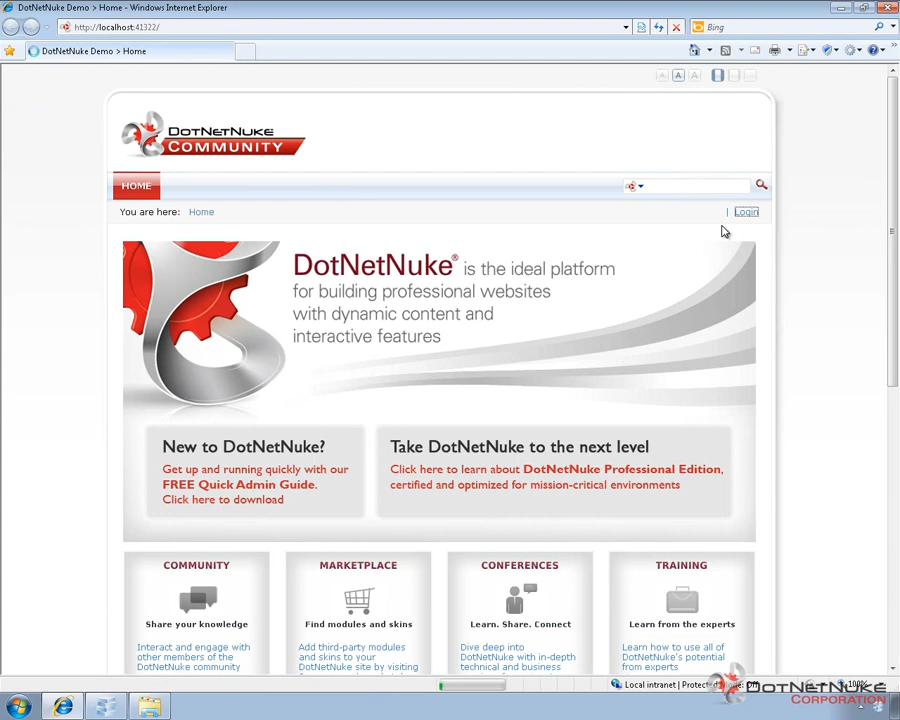 DotNetNuke Demo > Home - Windows Internet Explorer
http://localhost:41322/
Bing
DotNetNuke Demo > Home
A A A
DOTNETNUKE
COMMUNITY
HOME
You are here: Home
| Login
DotNetNuke® is the ideal platform
for building professional websites
with dynamic content and
interactive features
New to DotNetNuke?
Get up and running quickly with our
FREE Quick Admin Guide.
Click here to download
Take DotNetNuke to the next level
Click here to learn about DotNetNuke Professional Edition,
certified and optimized for mission-critical environments
COMMUNITY
Share your knowledge
Interact and engage with
other members of the
DotNetNuke community
MARKETPLACE
Find modules and skins
Add third-party modules
and skins to your
DotNetNuke site by visiting
CONFERENCES
Learn. Share. Connect
Dive deep into
DotNetNuke with in-depth
technical and business
TRAINING
Learn from the experts
Learn how to use all of
DotNetNuke's potential
from experts
Local intranet | Protected Mode: Off
100%
DOTNETNUKE
CORPORATION